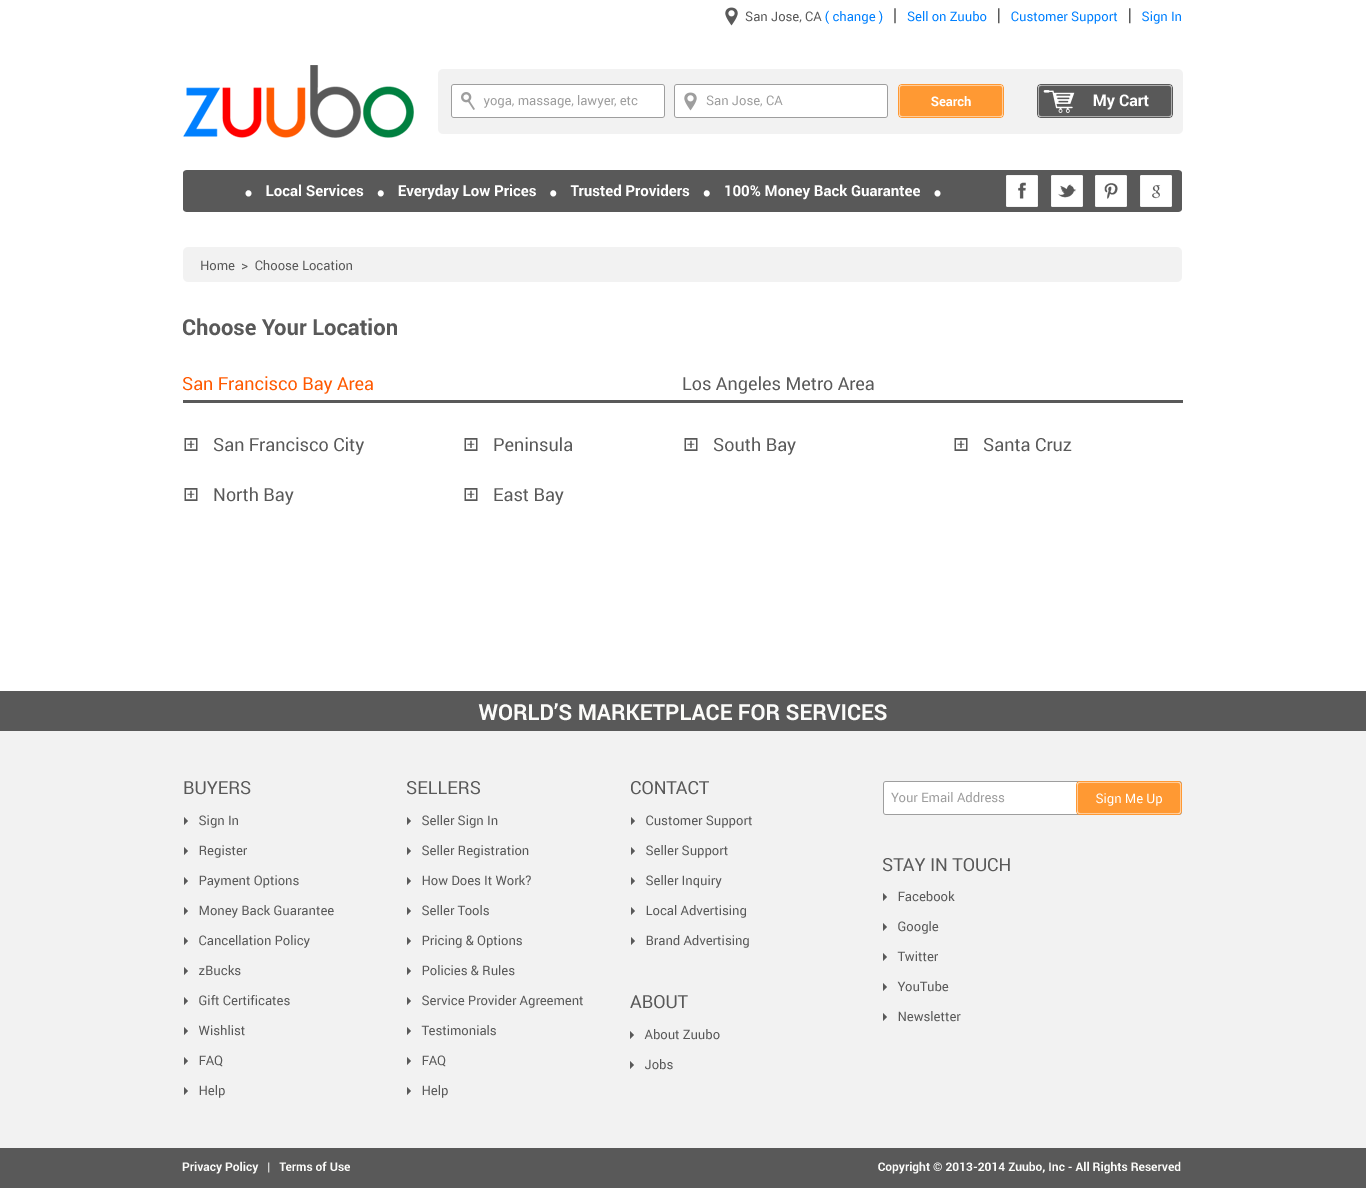 San Jose, CA ( change ) | Sell on Zuubo | Customer Support | Sign In
zuubo
yoga, massage, lawyer, etc
San Jose, CA
Search
My Cart
• Local Services • Everyday Low Prices • Trusted Providers • 100% Money Back Guarantee •
f
g
Home > Choose Location
Choose Your Location
San Francisco Bay Area
Los Angeles Metro Area
San Francisco City
Peninsula
South Bay
Santa Cruz
North Bay
East Bay
WORLD'S MARKETPLACE FOR SERVICES
BUYERS
Sign In
Register
Payment Options
Money Back Guarantee
Cancellation Policy
zBucks
Gift Certificates
Wishlist
FAQ
Help
SELLERS
Seller Sign In
Seller Registration
How Does It Work?
Seller Tools
Pricing & Options
Policies & Rules
Service Provider Agreement
Testimonials
FAQ
Help
CONTACT
Customer Support
Seller Support
Seller Inquiry
Local Advertising
Brand Advertising
ABOUT
About Zuubo
Jobs
Your Email Address
Sign Me Up
STAY IN TOUCH
Facebook
Google
Twitter
YouTube
Newsletter
Privacy Policy | Terms of Use
Copyright © 2013-2014 Zuubo, Inc - All Rights Reserved